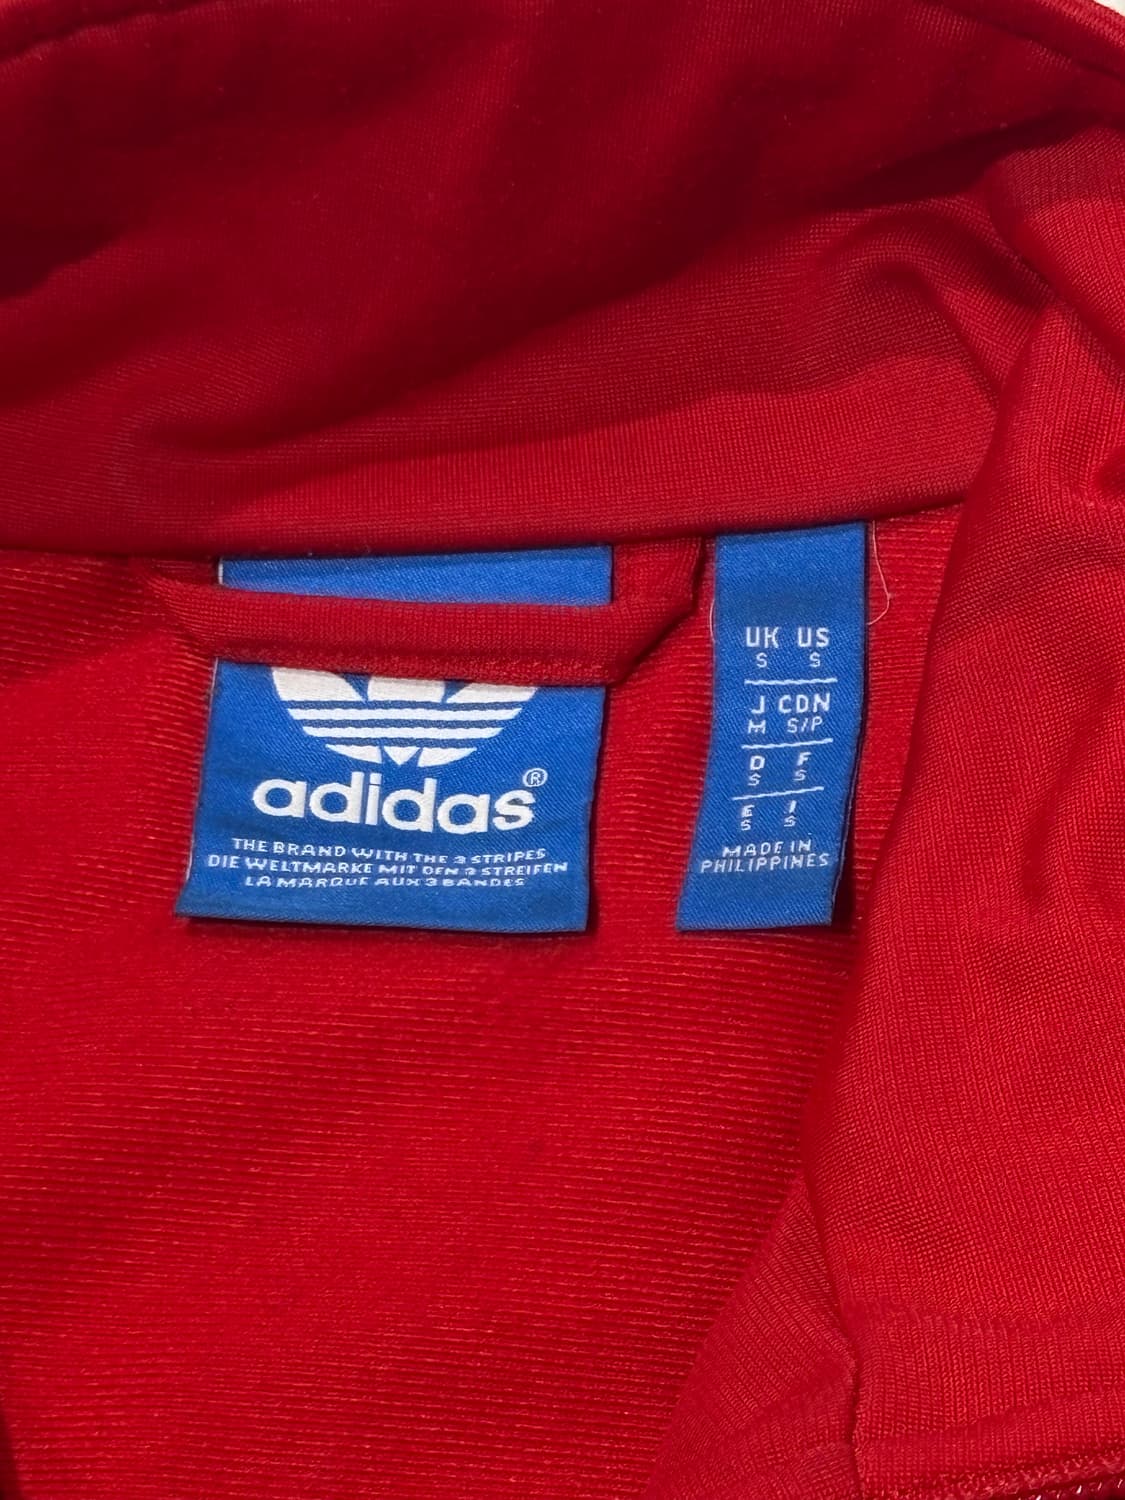 adidas®
THE BRAND WITH THE 3 STRIPES
DIE WELTMARKE MIT DEN 3 STREIFEN
LA MARQUE AUX 3 BANDES
UK US
S S
J CDN
M S/P
D F
S S
E I
S S
MADE IN
PHILIPPINES